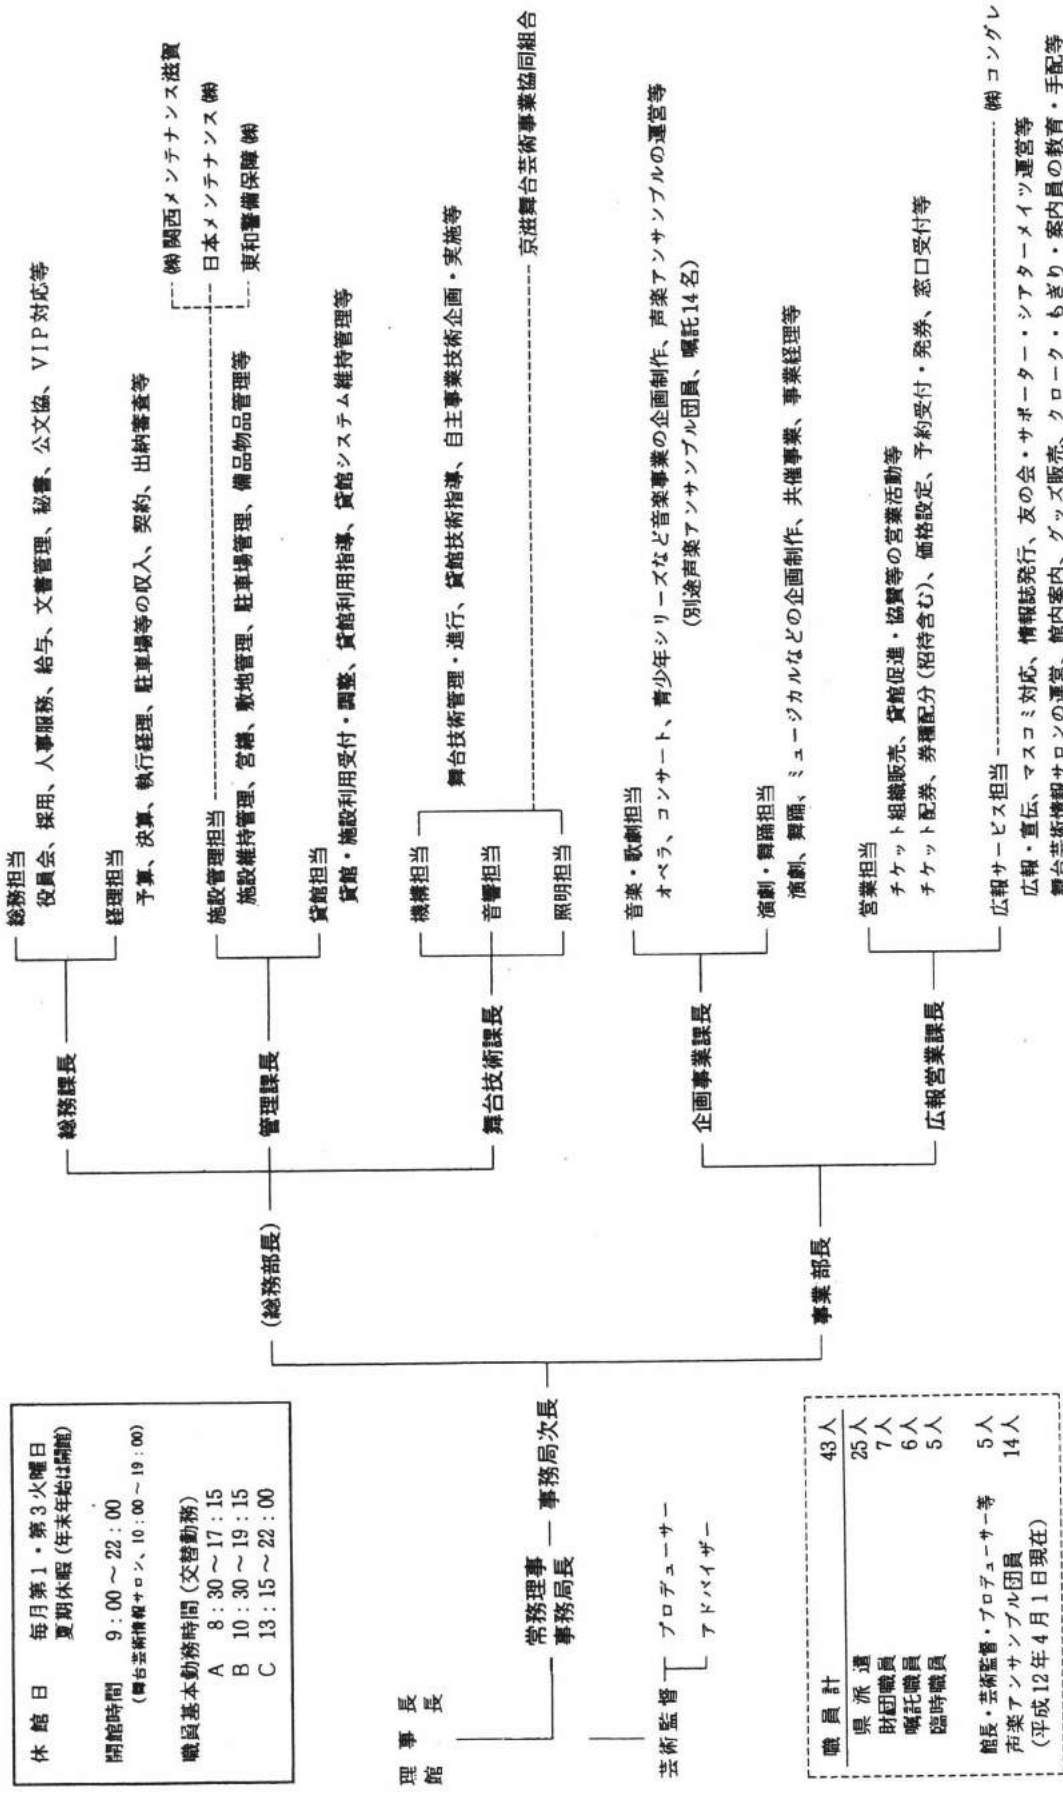 休館日 毎月第1・第3火曜日
夏期休暇(年末年始は開館)
開館時間 9:00～22:00
(舞台芸術情報サロン、10:00～19:00)
職員基本勤務時間(交替勤務)
A 8:30～17:15
B 10:30～19:15
C 13:15～22:00
理事長
館長
常務理事
事務局長
事務局次長
芸術監督
プロデューサー
アドバイザー
職員計 43人
県派遣 25人
財団職員 7人
嘱託職員 6人
臨時職員 5人
館長・芸術監督・プロデューサー等 5人
声楽アンサンブル団員 14人
(平成12年4月1日現在)
(総務部長)
総務課長
総務担当
役員会、採用、人事服務、給与、文書管理、秘書、公文協、VIP対応等
経理担当
予算、決算、執行経理、駐車場等の収入、契約、出納審査等
管理課長
施設管理担当
㈱関西メンテナンス滋賀
日本メンテナンス㈱
東和警備保障㈱
施設維持管理、営繕、敷地管理、駐車場管理、備品物品管理等
貸館担当
貸館・施設利用受付・調整、貸館利用指導、貸館システム維持管理等
舞台技術課長
機構担当
音響担当
照明担当
舞台技術管理・進行、貸館技術指導、自主事業技術企画・実施等
京滋舞台芸術事業協同組合
事業部長
企画事業課長
音楽・歌劇担当
オペラ、コンサート、青少年シリーズなど音楽事業の企画制作、声楽アンサンブルの運営等
(別途声楽アンサンブル団員、嘱託14名)
演劇・舞踊担当
演劇、舞踊、ミュージカルなどの企画制作、共催事業、事業経理等
広報営業課長
営業担当
チケット組織販売、貸館促進・協賛等の営業活動等
チケット配券、券種配分(招待含む)、価格設定、予約受付・発券、窓口受付等
広報サービス担当
㈱コングレ
広報・宣伝、マスコミ対応、情報誌発行、友の会・サポーター・シアターメイツ運営等
舞台芸術情報サロンの運営、館内案内、グッズ販売、クローク・もぎり・案内員の教育・手配等